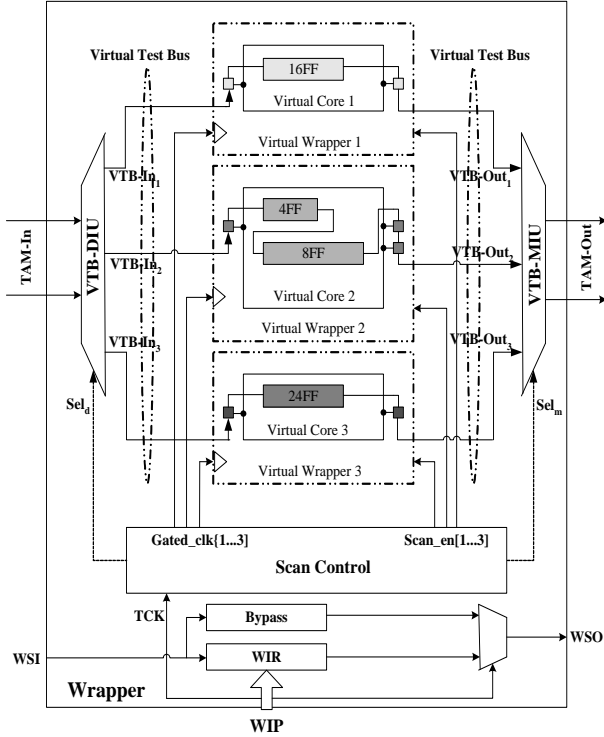 Virtual Test Bus
Virtual Test Bus
16FF
Virtual Core 1
Virtual Wrapper 1
VTB-In1
VTB-Out1
4FF
8FF
TAM-In
VTB-DIU
VTB-In2
VTB-Out2
VTB-MIU
TAM-Out
Virtual Core 2
Virtual Wrapper 2
VTB-In3
VTB-Out3
24FF
Seld
Selm
Virtual Core 3
Virtual Wrapper 3
Gated_clk{1...3]
Scan_en[1...3]
Scan Control
TCK
Bypass
WSI
WIR
WSO
Wrapper
WIP